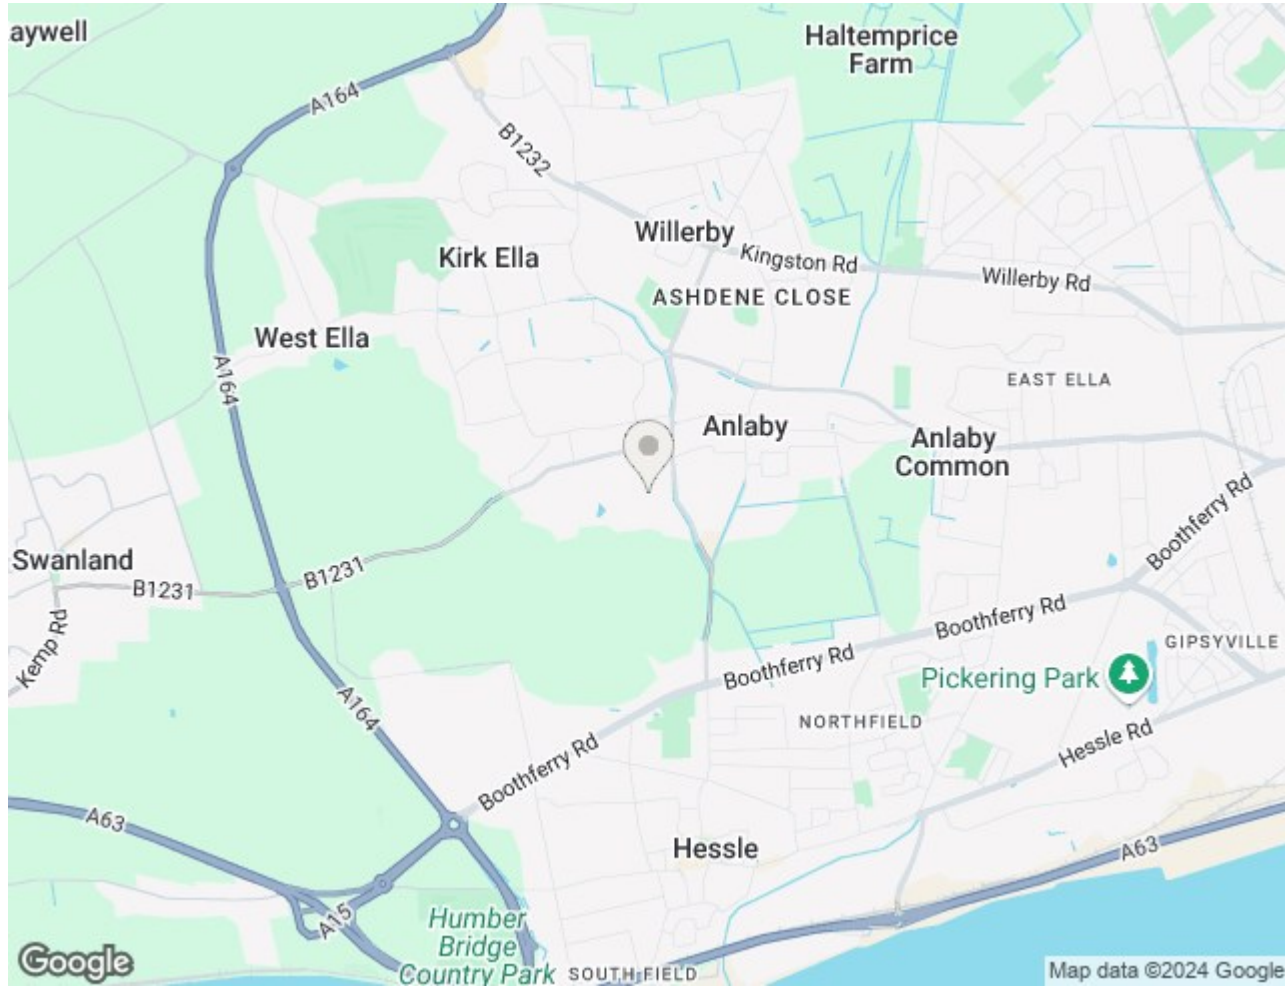 aywell
Haltemprice
Farm
A164
B1232
Willerby
Kirk Ella
Kingston Rd
Willerby Rd
ASHDENE CLOSE
West Ella
A164
EAST ELLA
Anlaby
Anlaby
Common
Boothferry Rd
Swanland
B1231
B1231
Kemp Rd
Boothferry Rd
GIPSYVILLE
Boothferry Rd
Pickering Park
A164
NORTHFIELD
Hessle Rd
Boothferry Rd
A63
Hessle
A63
A15
Humber
Bridge
Country Park
SOUTH FIELD
Google
Map data ©2024 Google